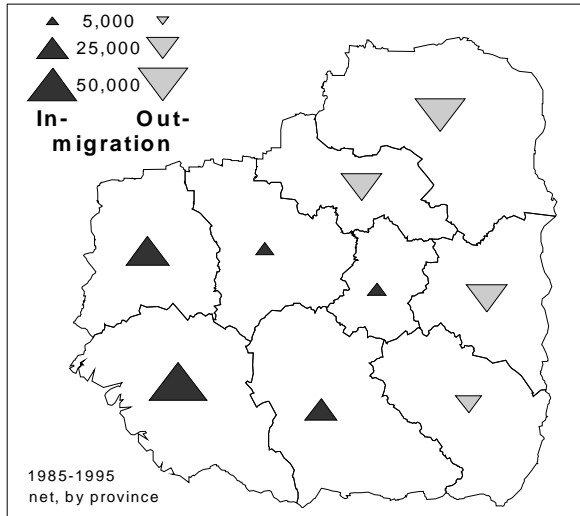 5,000
25,000
50,000
In- Out-
migration
1985-1995
net, by province